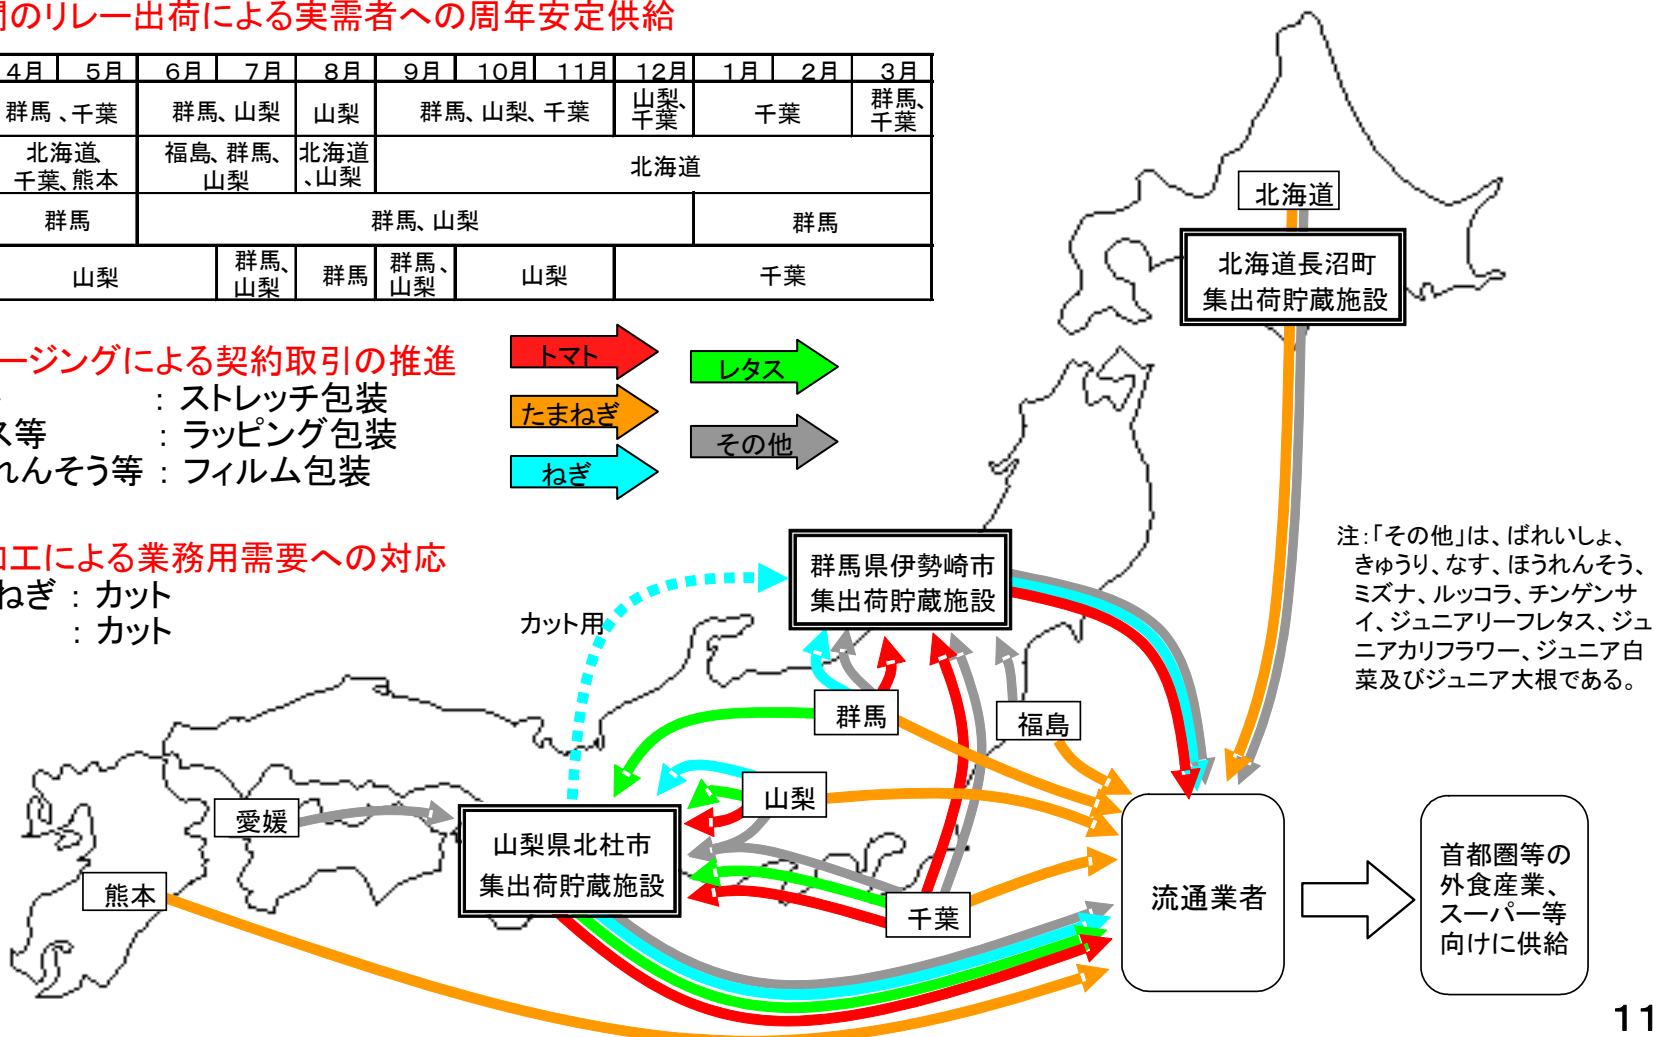 間のリレー出荷による実需者への周年安定供給
4月 5月 6月 7月 8月 9月 10月 11月 12月 1月 2月 3月
群馬、千葉 群馬、山梨 山梨 群馬、山梨、千葉 山梨、千葉 千葉 群馬、千葉
北海道、千葉、熊本 福島、群馬、山梨 北海道、山梨 北海道
群馬 群馬、山梨 群馬
山梨 群馬、山梨 群馬 群馬、山梨 山梨 千葉
ージングによる契約取引の推進
：ストレッチ包装
ス等 ：ラッピング包装
れんそう等：フィルム包装
トマト
たまねぎ
ねぎ
レタス
その他
工による業務用需要への対応
ねぎ：カット
：カット
カット用
北海道
北海道長沼町
集出荷貯蔵施設
群馬県伊勢崎市
集出荷貯蔵施設
注：「その他」は、ばれいしょ、
きゅうり、なす、ほうれんそう、
ミズナ、ルッコラ、チンゲンサ
イ、ジュニアリーフレタス、ジュ
ニアカリフラワー、ジュニア白
菜及びジュニア大根である。
群馬
福島
山梨
愛媛
熊本
千葉
山梨県北杜市
集出荷貯蔵施設
流通業者
首都圏等の
外食産業、
スーパー等
向けに供給
11